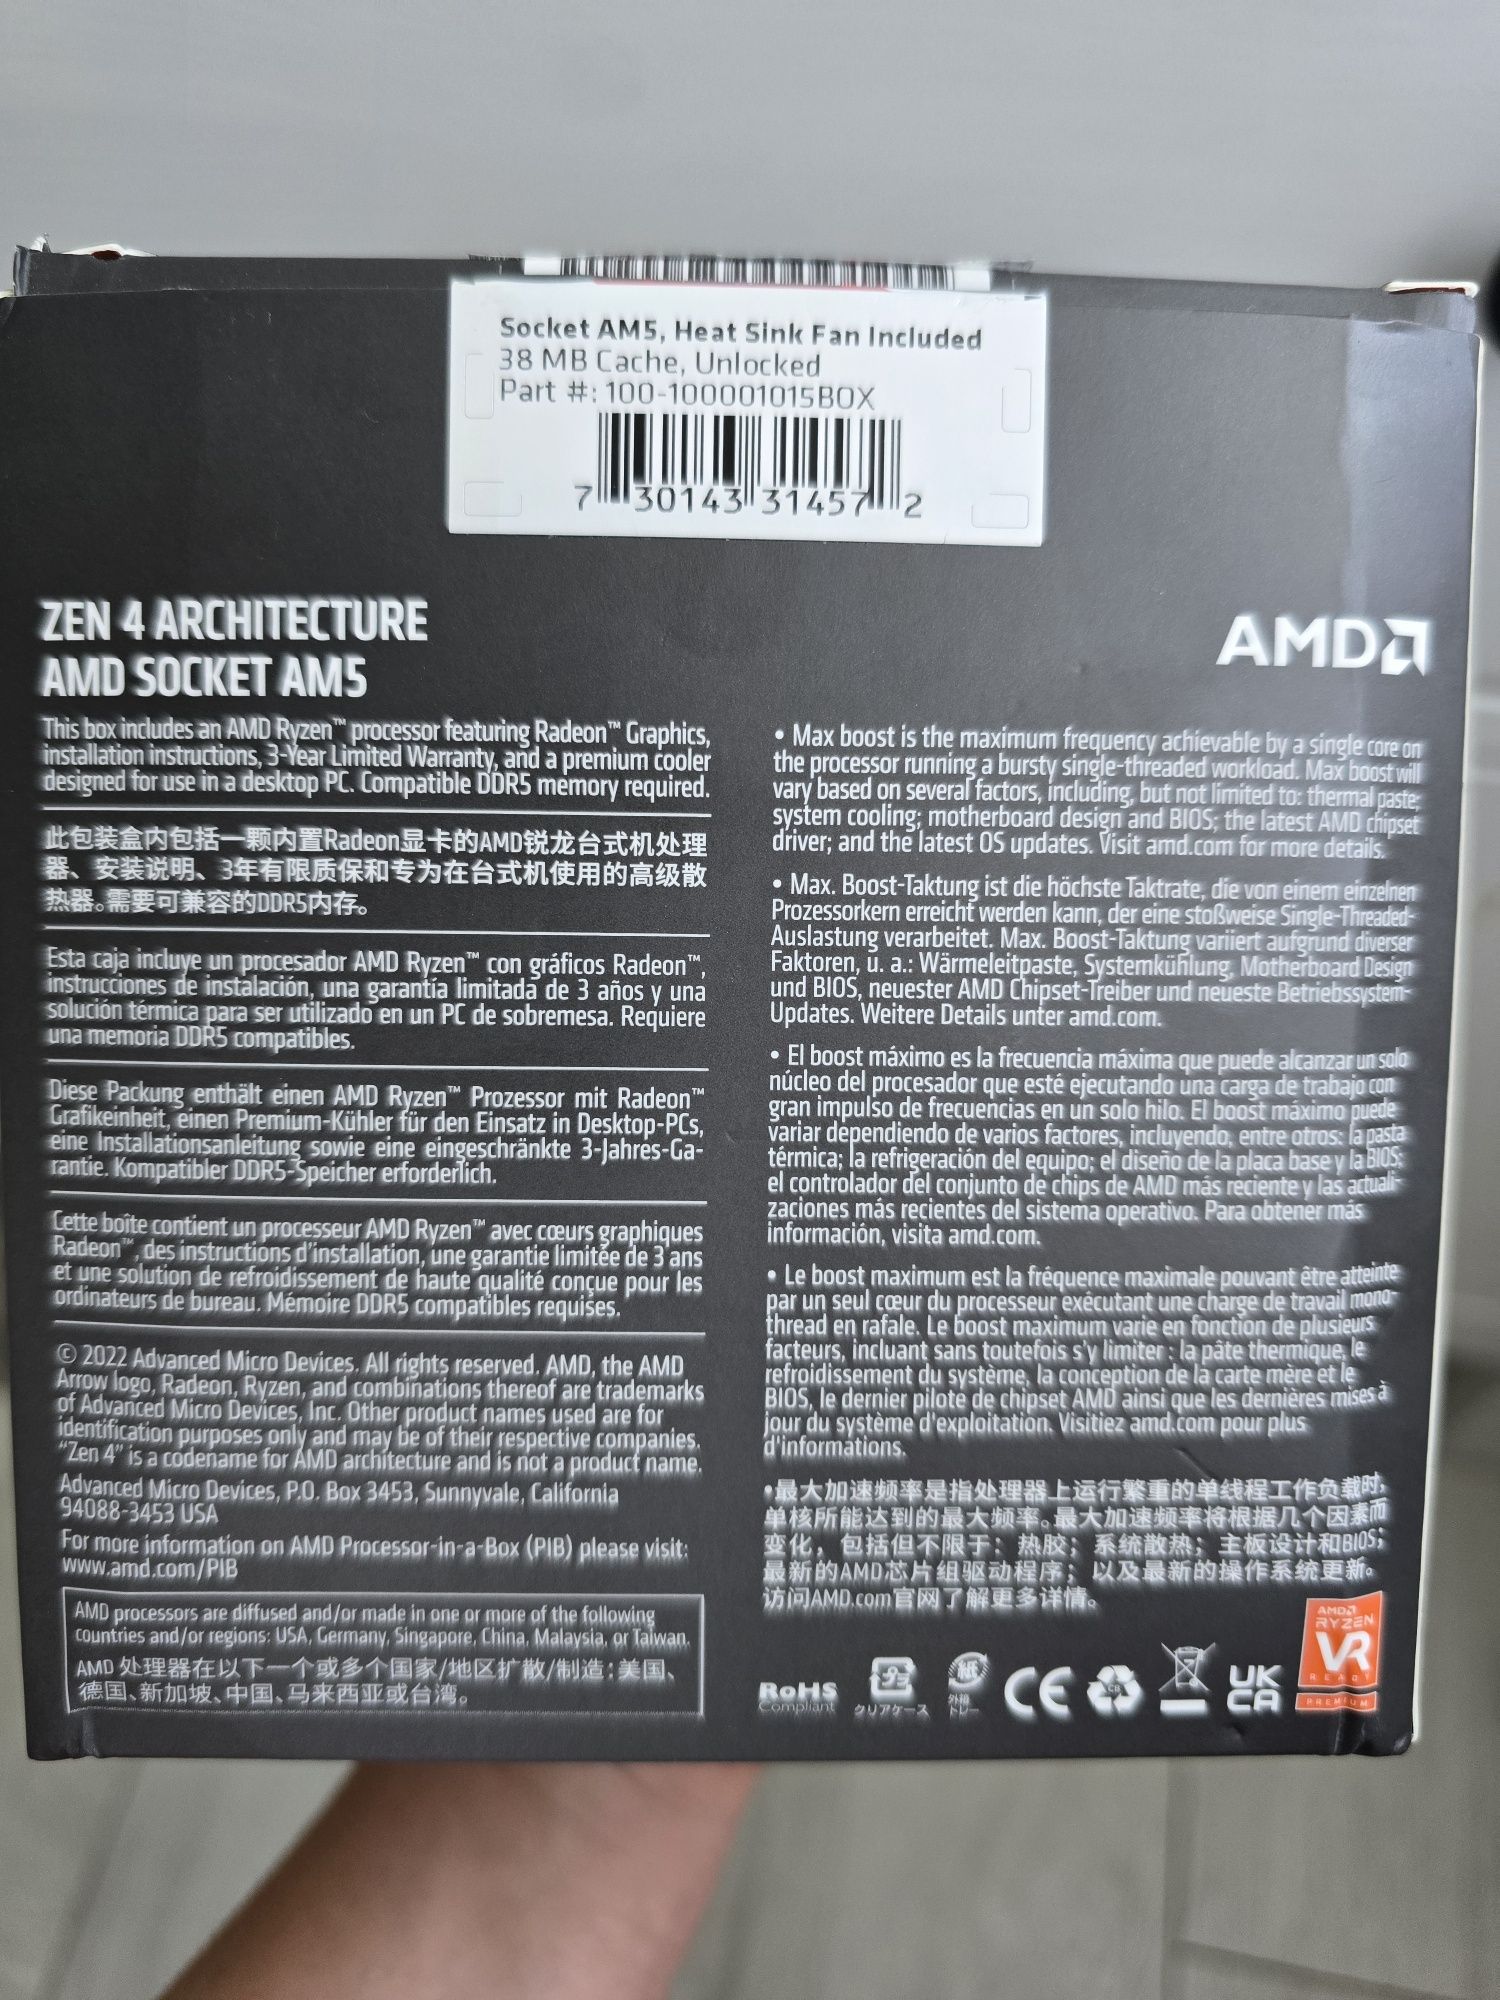 Socket AM5, Heat Sink Fan Included
38 MB Cache, Unlocked
Part #: 100-100001015BOX
7 30143 31457 2
ZEN 4 ARCHITECTURE
AMD SOCKET AM5
This box includes an AMD Ryzen™ processor featuring Radeon™ Graphics,
installation instructions, 3-Year Limited Warranty, and a premium cooler
designed for use in a desktop PC. Compatible DDR5 memory required.
此包装盒内包括一颗内置Radeon显卡的AMD锐龙台式机处理
器、安装说明、3年有限质保和专为在台式机使用的高级散
热器。需要可兼容的DDR5内存。
Esta caja incluye un procesador AMD Ryzen™ con gráficos Radeon™,
instrucciones de instalación, una garantía limitada de 3 años y una
solución térmica para ser utilizado en un PC de sobremesa. Requiere
una memoria DDR5 compatibles.
Diese Packung enthält einen AMD Ryzen™ Prozessor mit Radeon™
Grafikeinheit, einen Premium-Kühler für den Einsatz in Desktop-PCs,
eine Installationsanleitung sowie eine eingeschränkte 3-Jahres-Ga-
rantie. Kompatibler DDR5-Speicher erforderlich.
Cette boîte contient un processeur AMD Ryzen™ avec cœurs graphiques
Radeon™, des instructions d'installation, une garantie limitée de 3 ans
et une solution de refroidissement de haute qualité conçue pour les
ordinateurs de bureau. Mémoire DDR5 compatibles requises.
© 2022 Advanced Micro Devices. All rights reserved. AMD, the AMD
Arrow logo, Radeon, Ryzen, and combinations thereof are trademarks
of Advanced Micro Devices, Inc. Other product names used are for
identification purposes only and may be of their respective companies.
"Zen 4" is a codename for AMD architecture and is not a product name.
Advanced Micro Devices, P.O. Box 3453, Sunnyvale, California
94088-3453 USA
For more information on AMD Processor-in-a-Box (PIB) please visit:
www.amd.com/PIB
AMD processors are diffused and/or made in one or more of the following
countries and/or regions: USA, Germany, Singapore, China, Malaysia, or Taiwan.
AMD 处理器在以下一个或多个国家/地区扩散/制造：美国、
德国、新加坡、中国、马来西亚或台湾。
AMD
• Max boost is the maximum frequency achievable by a single core on
the processor running a bursty single-threaded workload. Max boost will
vary based on several factors, including, but not limited to: thermal paste;
system cooling; motherboard design and BIOS; the latest AMD chipset
driver; and the latest OS updates. Visit amd.com for more details.
• Max. Boost-Taktung ist die höchste Taktrate, die von einem einzelnen
Prozessorkern erreicht werden kann, der eine stoßweise Single-Threaded-
Auslastung verarbeitet. Max. Boost-Taktung variiert aufgrund diverser
Faktoren, u. a.: Wärmeleitpaste, Systemkühlung, Motherboard Design
und BIOS, neuester AMD Chipset-Treiber und neueste Betriebssystem-
Updates. Weitere Details unter amd.com.
• El boost máximo es la frecuencia máxima que puede alcanzar un solo
núcleo del procesador que esté ejecutando una carga de trabajo con
gran impulso de frecuencias en un solo hilo. El boost máximo puede
variar dependiendo de varios factores, incluyendo, entre otros: la pasta
térmica; la refrigeración del equipo; el diseño de la placa base y la BIOS;
el controlador del conjunto de chips de AMD más reciente y las actuali-
zaciones más recientes del sistema operativo. Para obtener más
información, visita amd.com.
• Le boost maximum est la fréquence maximale pouvant être atteinte
par un seul cœur du processeur exécutant une charge de travail mono-
thread en rafale. Le boost maximum varie en fonction de plusieurs
facteurs, incluant sans toutefois s'y limiter : la pâte thermique, le
refroidissement du système, la conception de la carte mère et le
BIOS, le dernier pilote de chipset AMD ainsi que les dernières mises à
jour du système d'exploitation. Visitiez amd.com pour plus
d'informations.
•最大加速频率是指处理器上运行繁重的单线程工作负载时，
单核所能达到的最大频率。最大加速频率将根据几个因素而
变化，包括但不限于：热胶；系统散热；主板设计和BIOS；
最新的AMD芯片组驱动程序；以及最新的操作系统更新。
访问AMD.com官网了解更多详情。
RoHS
Compliant
プラ
クリアケース
紙
外箱
トレー
CE
CB
UK
CA
AMD
RYZEN
VR
READY
PREMIUM